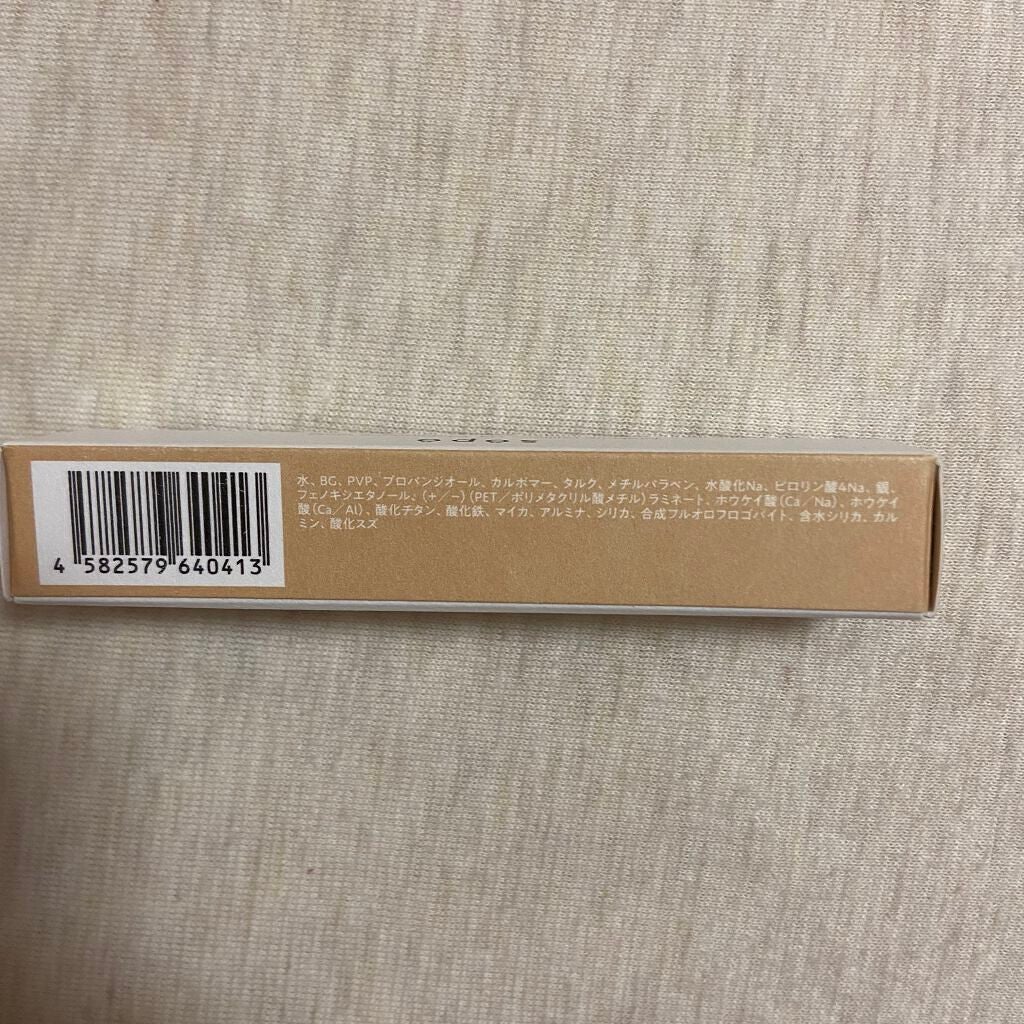 sopo
水、BG、PVP、プロパンジオール、カルボマー、タルク、メチルパラベン、水酸化Na、ピロリン酸4Na、銀、
フェノキシエタノール、（+／−）（PET／ポリメタクリル酸メチル）ラミネート、ホウケイ酸（Ca／Na）、ホウケイ
酸（Ca／Al）、酸化チタン、酸化鉄、マイカ、アルミナ、シリカ、合成フルオロフロゴパイト、含水シリカ、カル
ミン、酸化スズ
4 582579 640413